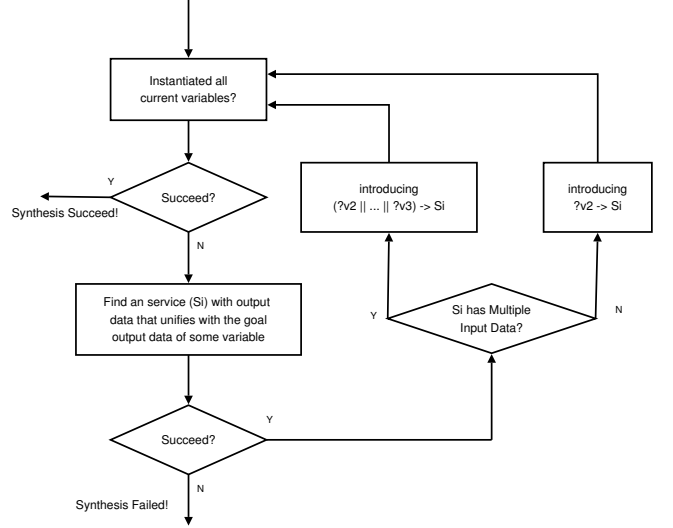 Instantiated all
current variables?
Y
Succeed?
Synthesis Succeed!
N
introducing
(?v2 || ... || ?v3) -> Si
introducing
?v2 -> Si
Find an service (Si) with output
data that unifies with the goal
output data of some variable
Y
Si has Multiple
Input Data?
N
Y
Succeed?
N
Synthesis Failed!